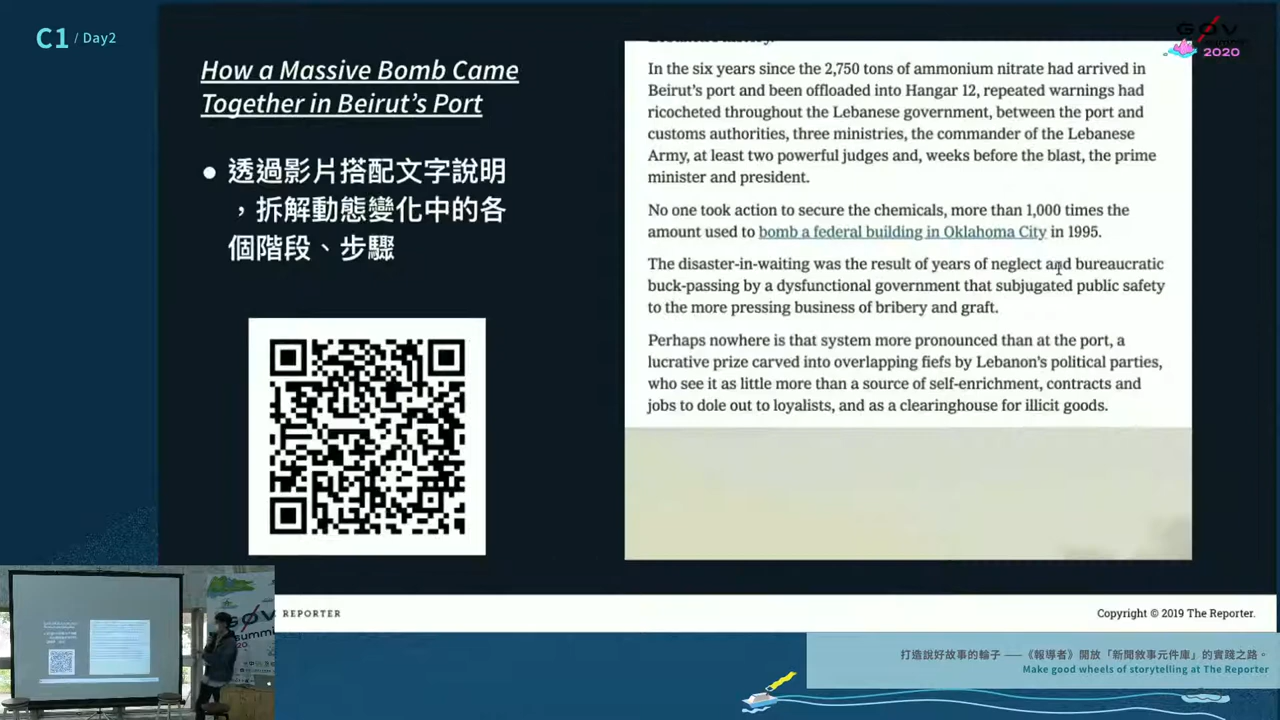 C1 / Day2
GØV
summit
2020
How a Massive Bomb Came
Together in Beirut's Port
● 透過影片搭配文字說明
，拆解動態變化中的各
個階段、步驟
In the six years since the 2,750 tons of ammonium nitrate had arrived in
Beirut's port and been offloaded into Hangar 12, repeated warnings had
ricocheted throughout the Lebanese government, between the port and
customs authorities, three ministries, the commander of the Lebanese
Army, at least two powerful judges and, weeks before the blast, the prime
minister and president.
No one took action to secure the chemicals, more than 1,000 times the
amount used to bomb a federal building in Oklahoma City in 1995.
The disaster-in-waiting was the result of years of neglect and bureaucratic
buck-passing by a dysfunctional government that subjugated public safety
to the more pressing business of bribery and graft.
Perhaps nowhere is that system more pronounced than at the port, a
lucrative prize carved into overlapping fiefs by Lebanon's political parties,
who see it as little more than a source of self-enrichment, contracts and
jobs to dole out to loyalists, and as a clearinghouse for illicit goods.
GØV
summit
REPORTER
Copyright © 2019 The Reporter.
打造說好故事的輪子 ——《報導者》開放「新聞敘事元件庫」的實踐之路。
Make good wheels of storytelling at The Reporter